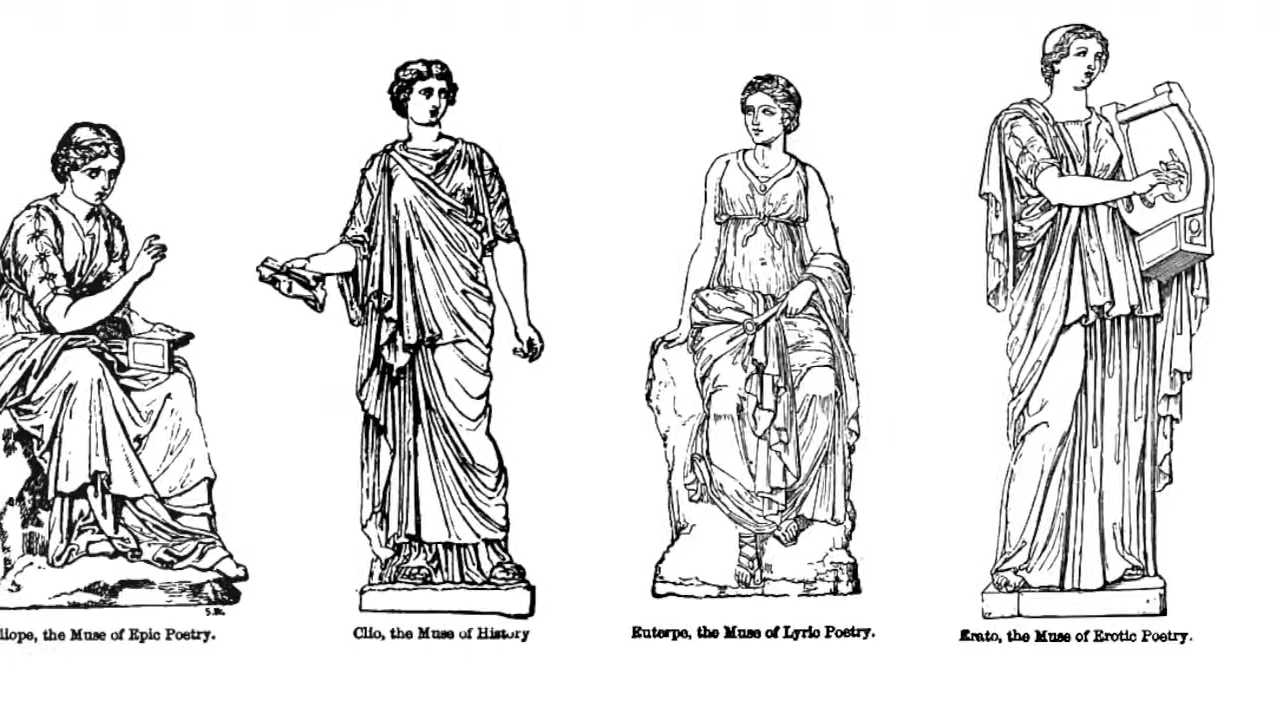 lliope, the Muse of Epic Poetry.
Clio, the Muse of History
Euterpe, the Muse of Lyric Poetry.
Erato, the Muse of Erotic Poetry.